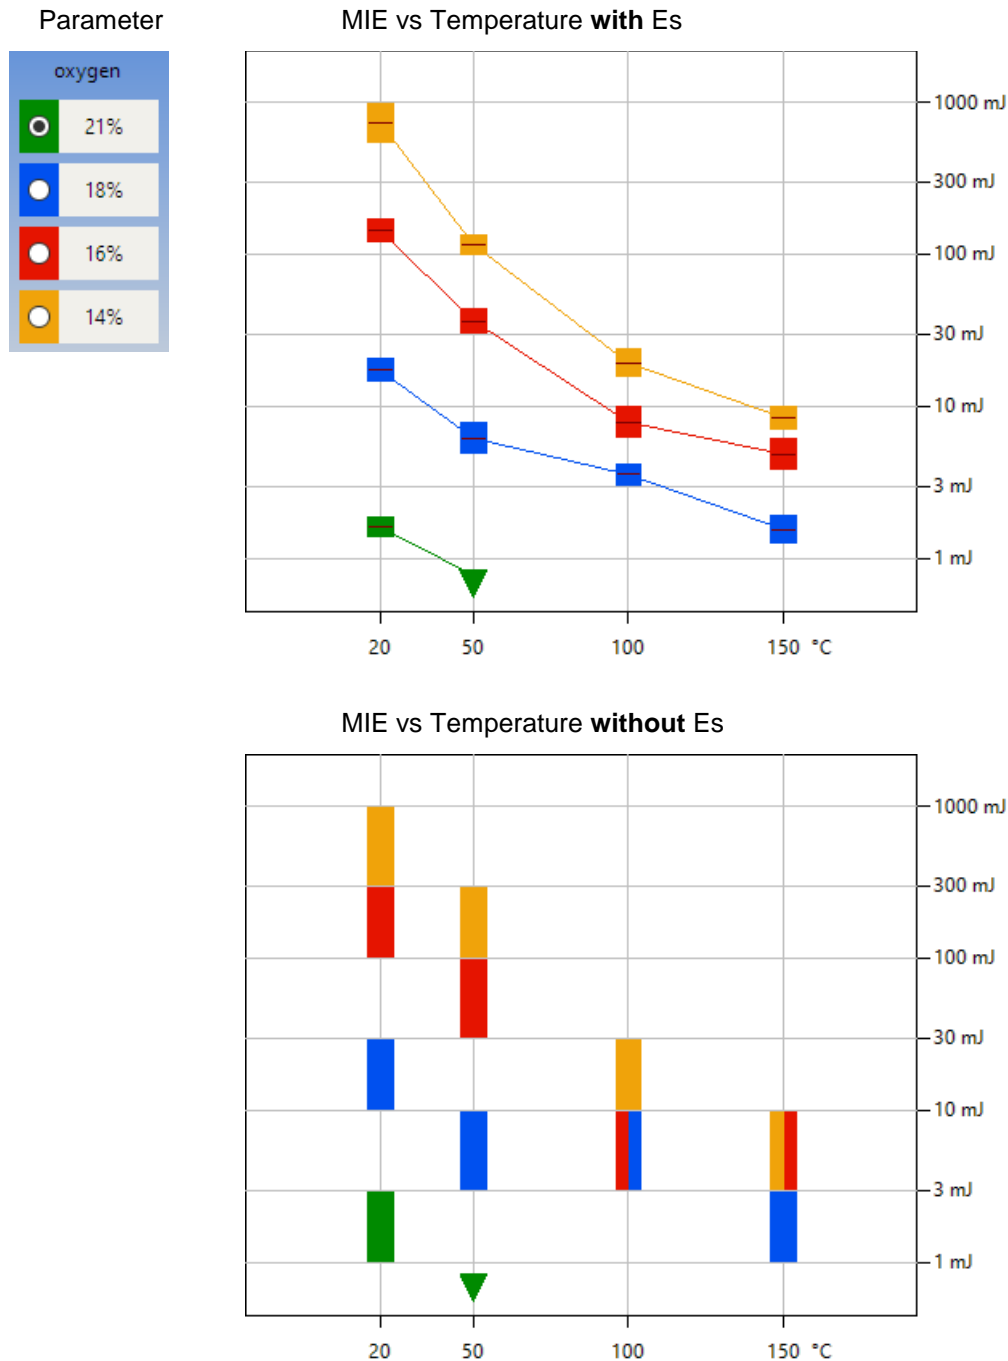 Parameter
MIE vs Temperature with Es
oxygen
21%
18%
16%
14%
1000 mJ
300 mJ
100 mJ
30 mJ
10 mJ
3 mJ
1 mJ
20 50 100 150 °C
MIE vs Temperature without Es
1000 mJ
300 mJ
100 mJ
30 mJ
10 mJ
3 mJ
1 mJ
20 50 100 150 °C